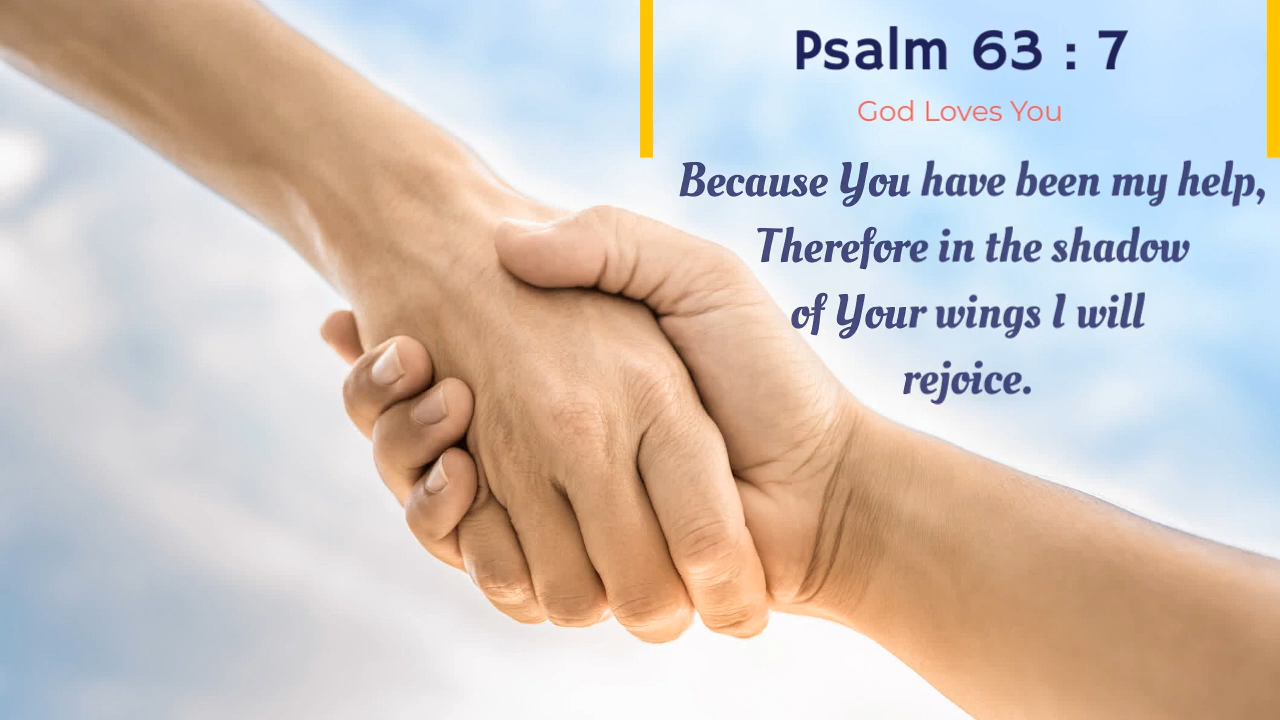 Psalm 63 : 7
God Loves You
Because You have been my help,
Therefore in the shadow
of Your wings I will
rejoice.